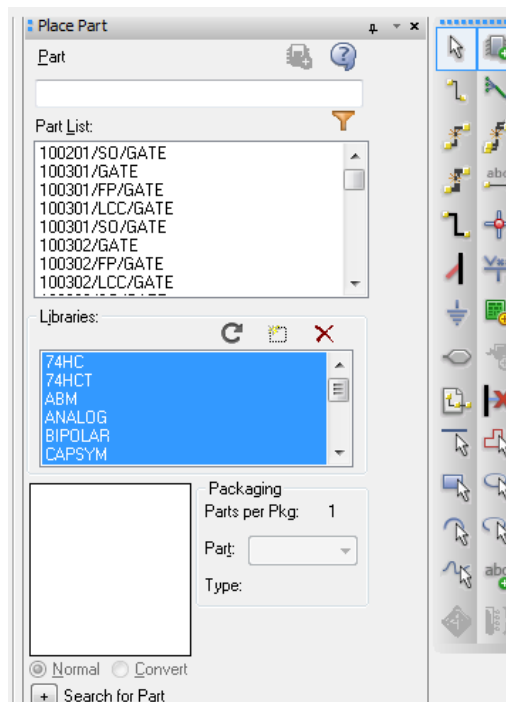 Place Part
Part
Part List:
100201/SO/GATE
100301/GATE
100301/FP/GATE
100301/LCC/GATE
100301/SO/GATE
100302/GATE
100302/FP/GATE
100302/LCC/GATE
Libraries:
74HC
74HCT
ABM
ANALOG
BIPOLAR
CAPSYM
Packaging
Parts per Pkg: 1
Part:
Type:
Normal Convert
+ Search for Part